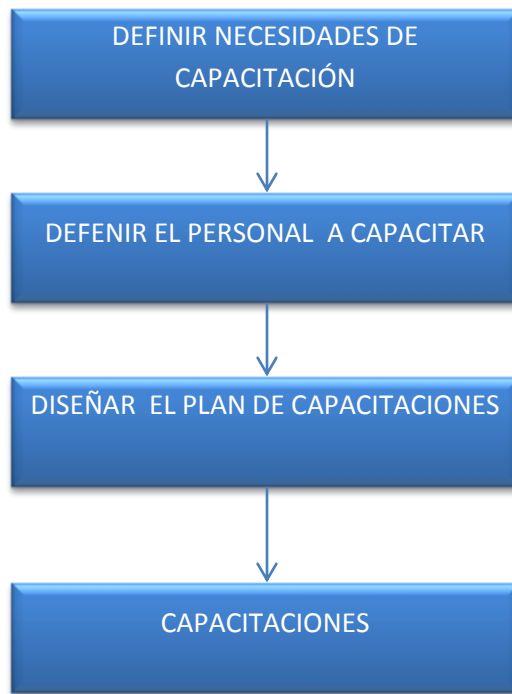 DEFINIR NECESIDADES DE
CAPACITACIÓN
DEFENIR EL PERSONAL A CAPACITAR
DISEÑAR EL PLAN DE CAPACITACIONES
CAPACITACIONES